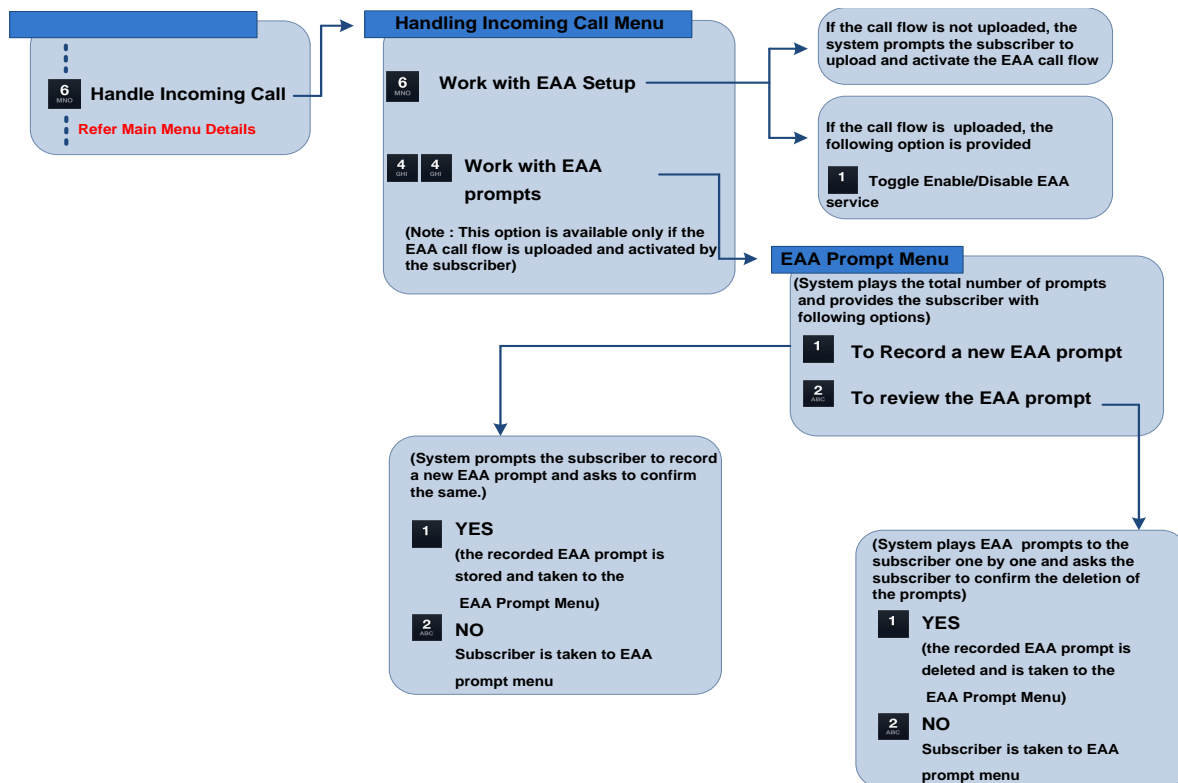 6
MNO
Handle Incoming Call
Refer Main Menu Details
Handling Incoming Call Menu
6
MNO
Work with EAA Setup
4
GHI
4
GHI
Work with EAA
prompts
(Note : This option is available only if the
EAA call flow is uploaded and activated by
the subscriber)
If the call flow is not uploaded, the
system prompts the subscriber to
upload and activate the EAA call flow
If the call flow is uploaded, the
following option is provided
1
Toggle Enable/Disable EAA
service
EAA Prompt Menu
(System plays the total number of prompts
and provides the subscriber with
following options)
1
To Record a new EAA prompt
2
ABC
To review the EAA prompt
(System prompts the subscriber to record
a new EAA prompt and asks to confirm
the same.)
1
YES
(the recorded EAA prompt is
stored and taken to the
EAA Prompt Menu)
2
ABC
NO
Subscriber is taken to EAA
prompt menu
(System plays EAA prompts to the
subscriber one by one and asks the
subscriber to confirm the deletion of
the prompts)
1
YES
(the recorded EAA prompt is
deleted and is taken to the
EAA Prompt Menu)
2
ABC
NO
Subscriber is taken to EAA
prompt menu